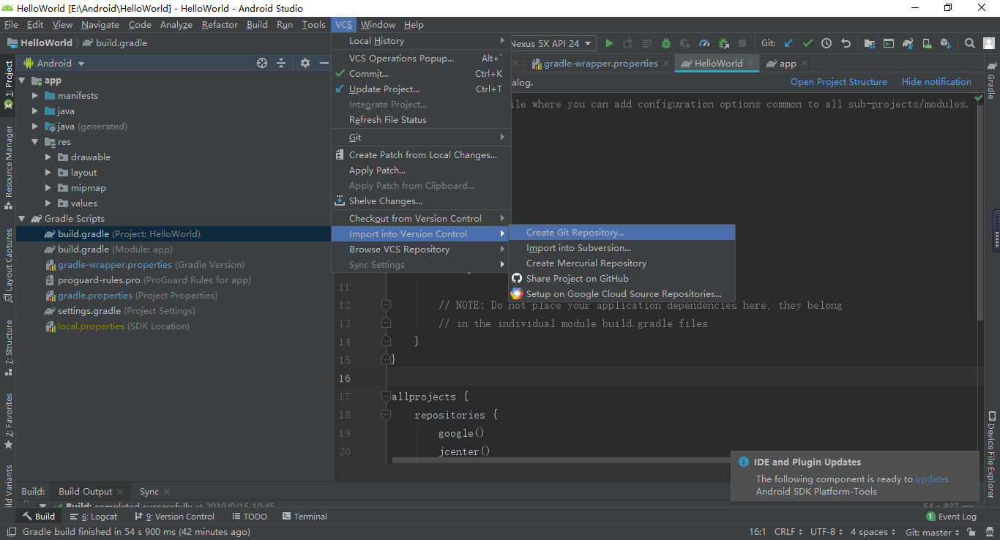 HelloWorld [E:\Android\HelloWorld] - HelloWorld - Android Studio
File Edit View Navigate Code Analyze Refactor Build Run Tools VCS Window Help
HelloWorld build.gradle
Nexus 5X API 24
Git:
Android
gradle-wrapper.properties
HelloWorld
app
alog.
Open Project Structure Hide notification
1: Project
Resource Manager
Layout Captures
7: Structure
2: Favorites
ild Variants
app
manifests
java
java (generated)
res
drawable
layout
mipmap
values
Gradle Scripts
build.gradle (Project: HelloWorld)
build.gradle (Module: app)
gradle-wrapper.properties (Gradle Version)
proguard-rules.pro (ProGuard Rules for app)
gradle.properties (Project Properties)
settings.gradle (Project Settings)
local.properties (SDK Location)
Local History
VCS Operations Popup... Alt+`
Commit... Ctrl+K
Update Project... Ctrl+T
Integrate Project...
Refresh File Status
Git
Create Patch from Local Changes...
Apply Patch...
Apply Patch from Clipboard...
Shelve Changes...
Checkout from Version Control
Import into Version Control
Browse VCS Repository
Sync Settings
Create Git Repository...
Import into Subversion...
Create Mercurial Repository
Share Project on GitHub
Setup on Google Cloud Source Repositories...
ile where you can add configuration options common to all sub-projects/modules.
11
12 // NOTE: Do not place your application dependencies here; they belong
13 // in the individual module build.gradle files
14 }
15 }
16
17 allprojects {
18 repositories {
19 google()
20 jcenter()
Gradle
Device File Explorer
IDE and Plugin Updates
The following component is ready to update:
Android SDK Platform-Tools
Build: Build Output Sync
Build: completed successfully at 2019/9/15 10:45
54 s 837 ms
Build 6: Logcat 9: Version Control TODO Terminal
1 Event Log
Gradle build finished in 54 s 900 ms (42 minutes ago)
16:1 CRLF UTF-8 4 spaces Git: master